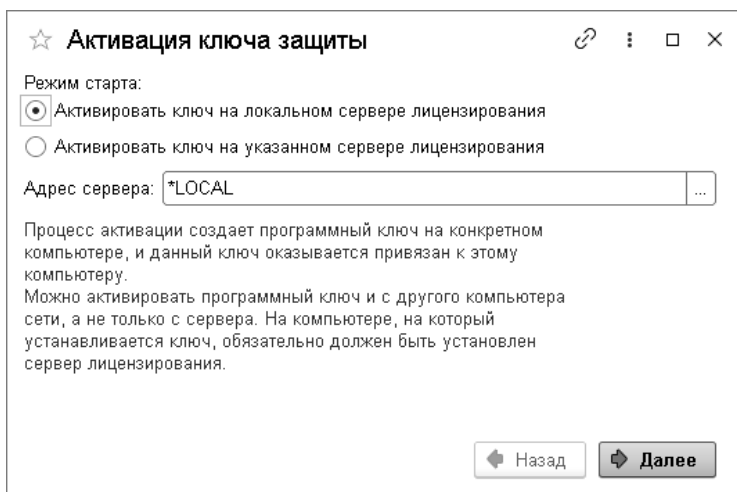 Активация ключа защиты
Режим старта:
Активировать ключ на локальном сервере лицензирования
Активировать ключ на указанном сервере лицензирования
Адрес сервера: *LOCAL ...
Процесс активации создает программный ключ на конкретном
компьютере, и данный ключ оказывается привязан к этому
компьютеру.
Можно активировать программный ключ и с другого компьютера
сети, а не только с сервера. На компьютере, на который
устанавливается ключ, обязательно должен быть установлен
сервер лицензирования.
Назад Далее